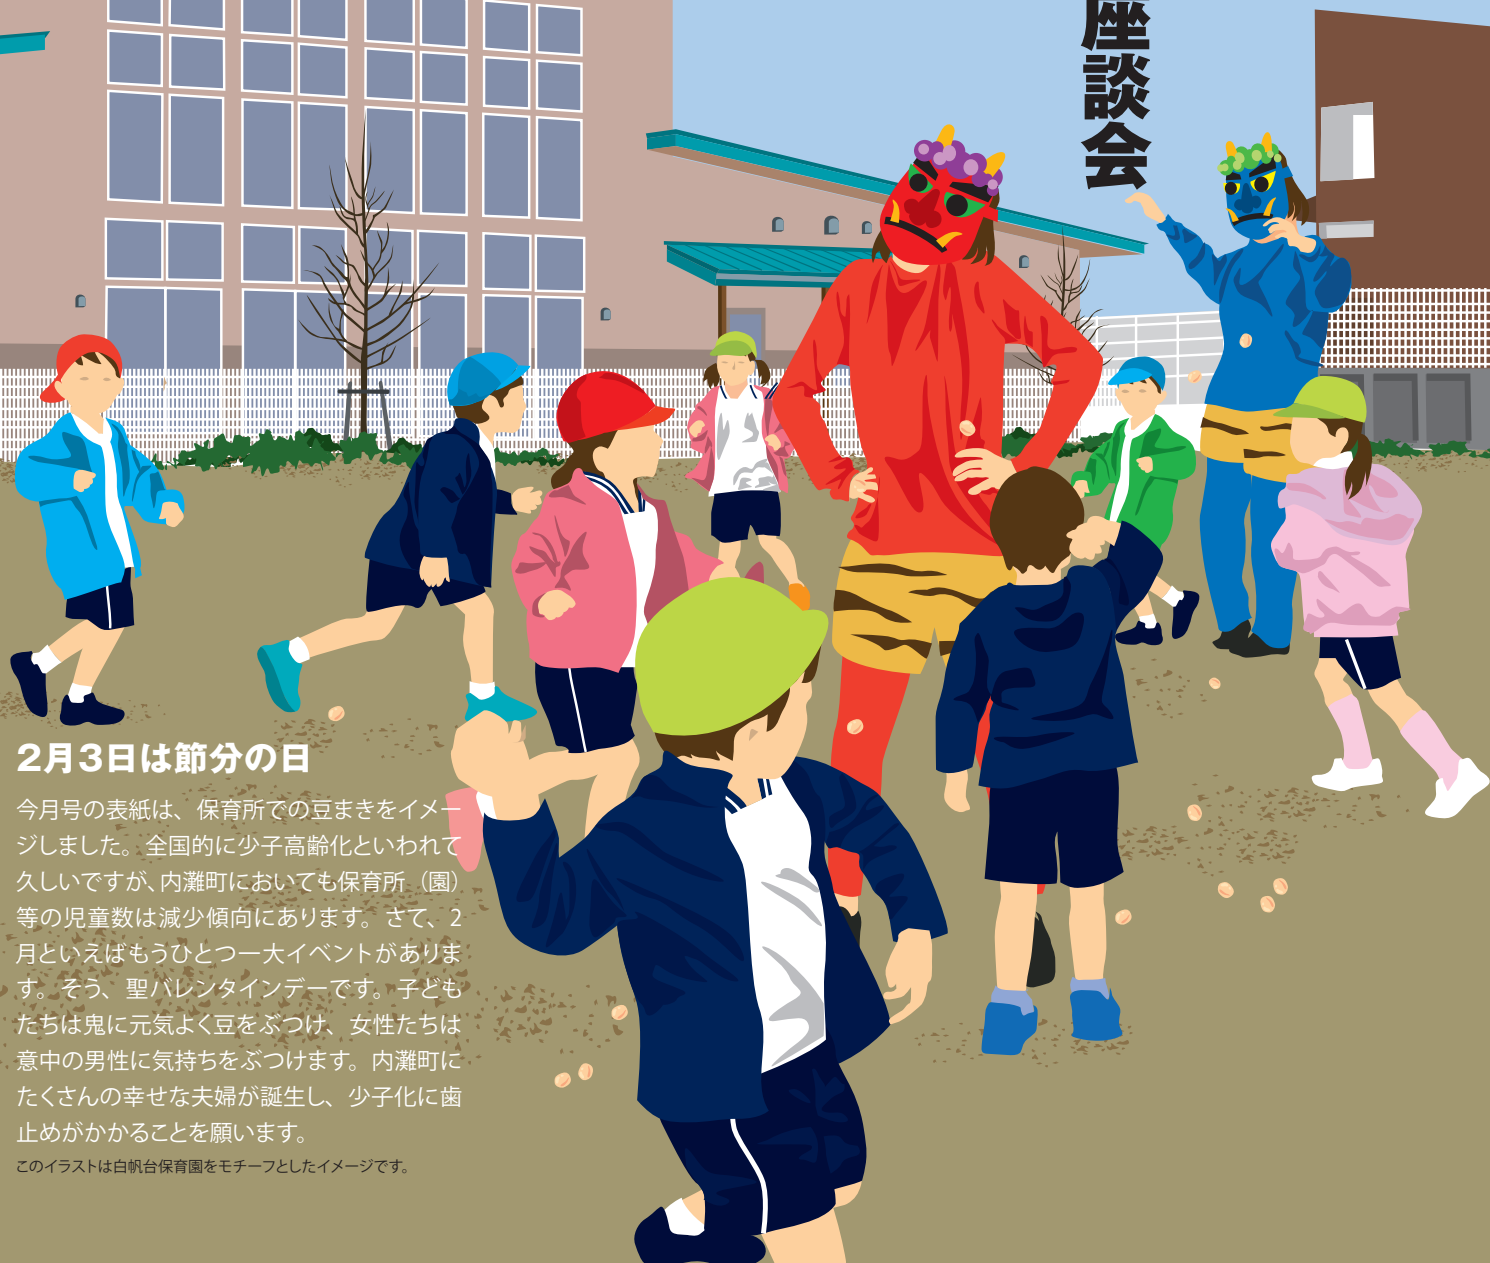 座談会
2月3日は節分の日
今月号の表紙は、保育所での豆まきをイメー
ジしました。全国的に少子高齢化といわれて
久しいですが、内灘町においても保育所（園）
等の児童数は減少傾向にあります。さて、2
月といえばもうひとつ一大イベントがありま
す。そう、聖バレンタインデーです。子ども
たちは鬼に元気よく豆をぶつけ、女性たちは
意中の男性に気持ちをぶつけます。内灘町に
たくさんの幸せな夫婦が誕生し、少子化に歯
止めがかかることを願います。
このイラストは白帆台保育園をモチーフとしたイメージです。